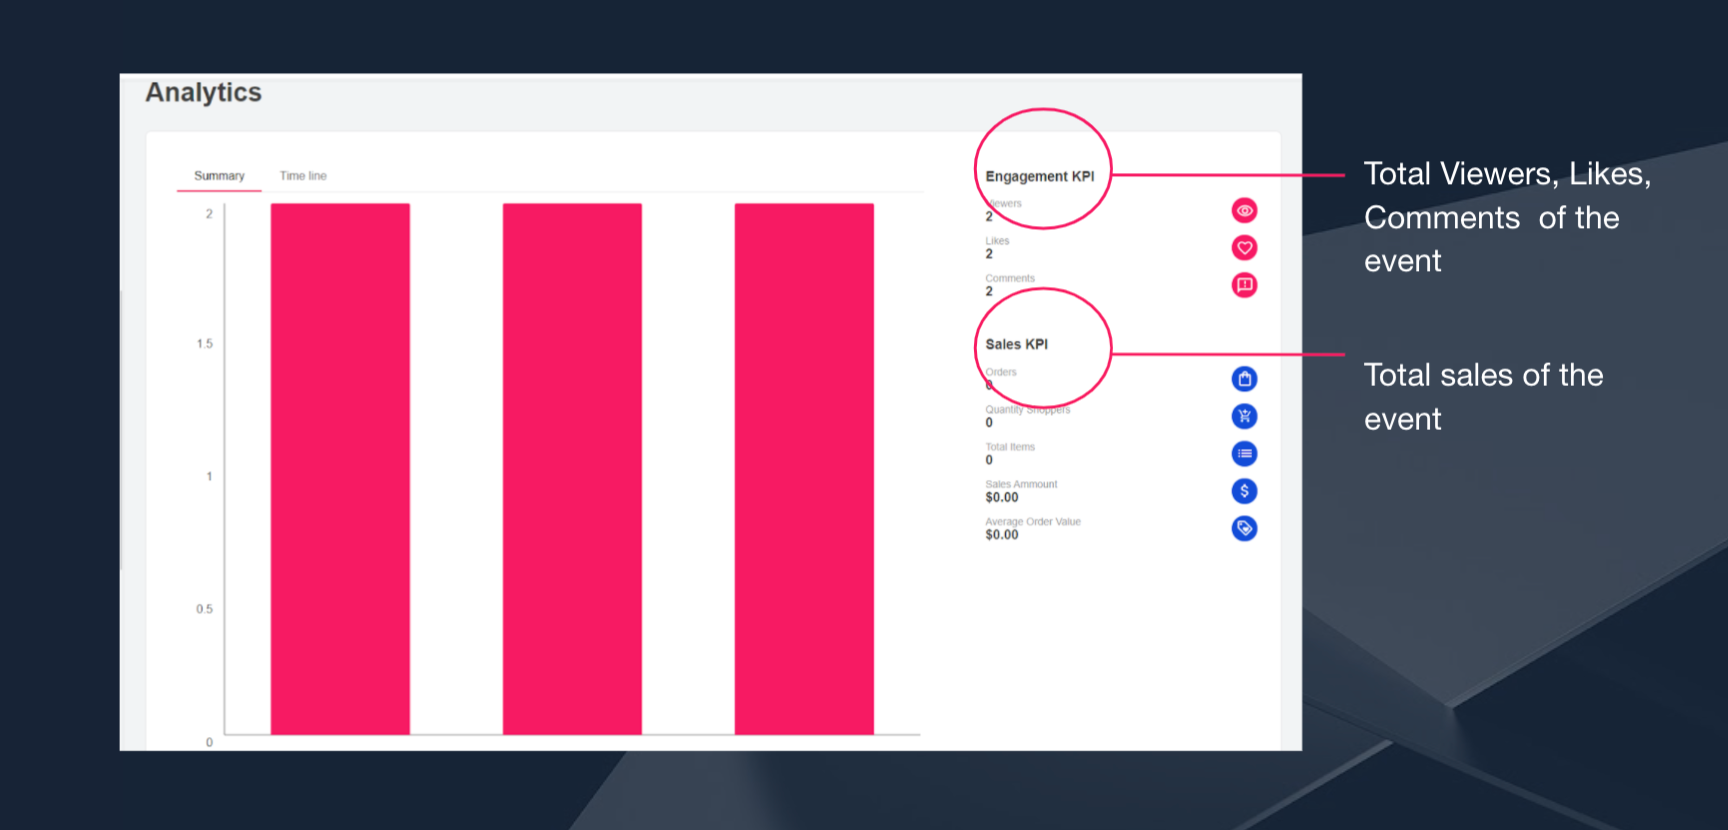 Analytics
Summary
Time line
2
1.5
1
0.5
0
Engagement KPI
Viewers
2
Likes
2
Comments
2
Sales KPI
Orders
0
Quantity Shoppers
0
Total Items
0
Sales Ammount
$0.00
Average Order Value
$0.00
Total Viewers, Likes,
Comments of the
event
Total sales of the
event